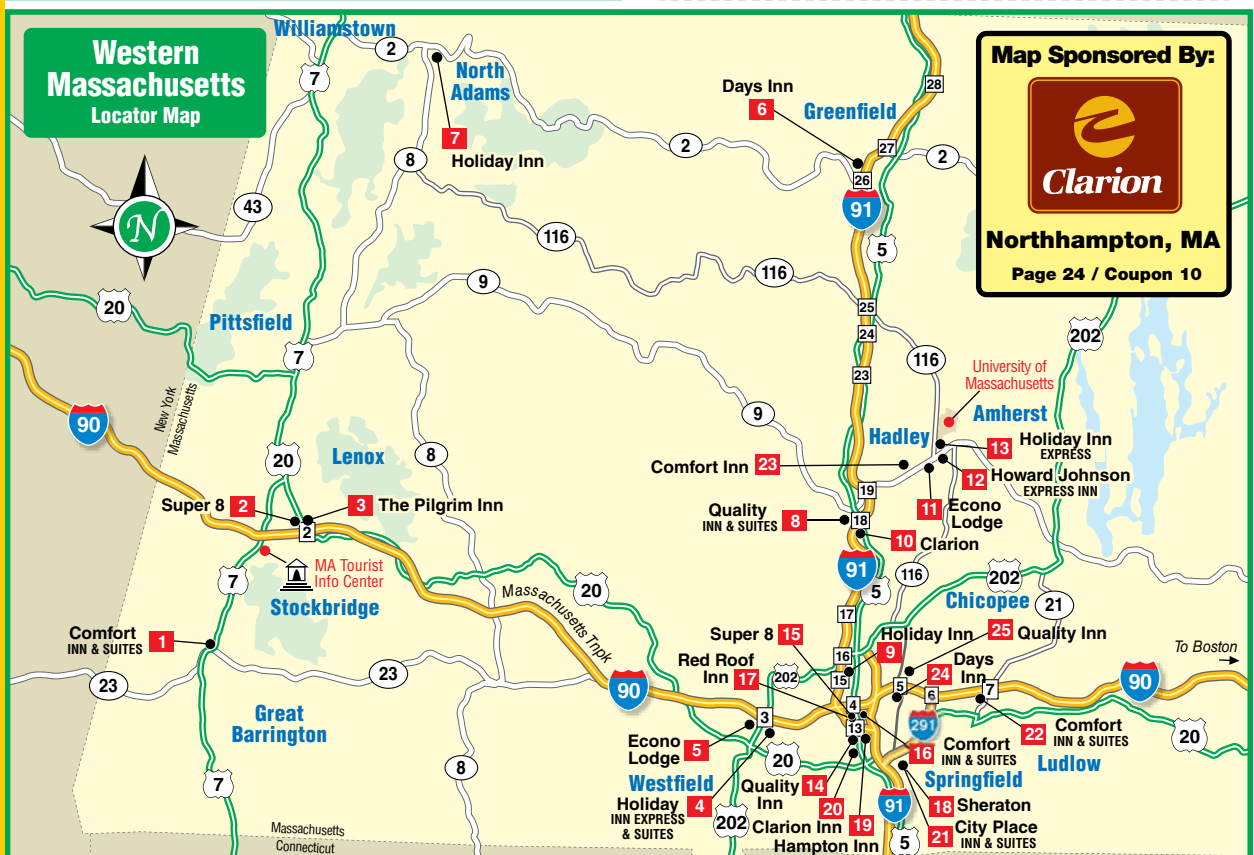 Western
Massachusetts
Locator Map
Williamstown
2
7
North
Adams
7
Holiday Inn
8
2
Days Inn
6
Greenfield
28
27
2
26
91
5
Map Sponsored By:
Clarion
Northhampton, MA
Page 24 / Coupon 10
N
43
116
116
9
20
Pittsfield
7
25
24
23
116
202
University of
Massachusetts
Amherst
New York
Massachusetts
90
9
Hadley
13
Holiday Inn
EXPRESS
20
Lenox
8
Comfort Inn 23
12
Howard Johnson
EXPRESS INN
19
11
Econo
Lodge
Super 8 2
3 The Pilgrim Inn
2
Quality
INN & SUITES
8
18
10 Clarion
MA Tourist
Info Center
7
Stockbridge
Massachusetts Tnpk
20
91
5
116
202
Chicopee
21
17
Comfort
INN & SUITES
1
Super 8 15
Holiday Inn
9
25 Quality Inn
16
15
Red Roof
Inn 17
202
24 Days
Inn
5
6
7
To Boston
90
23
23
90
Great
Barrington
3
4
13
291
22
Comfort
INN & SUITES
20
Econo
Lodge
5
16
Comfort
INN & SUITES
Ludlow
Westfield
20
Springfield
7
8
Holiday
INN EXPRESS
& SUITES
4
Quality
Inn
14
20
19
91
18 Sheraton
202
Clarion Inn
Hampton Inn
5
21
City Place
INN & SUITES
Massachusetts
Connecticut